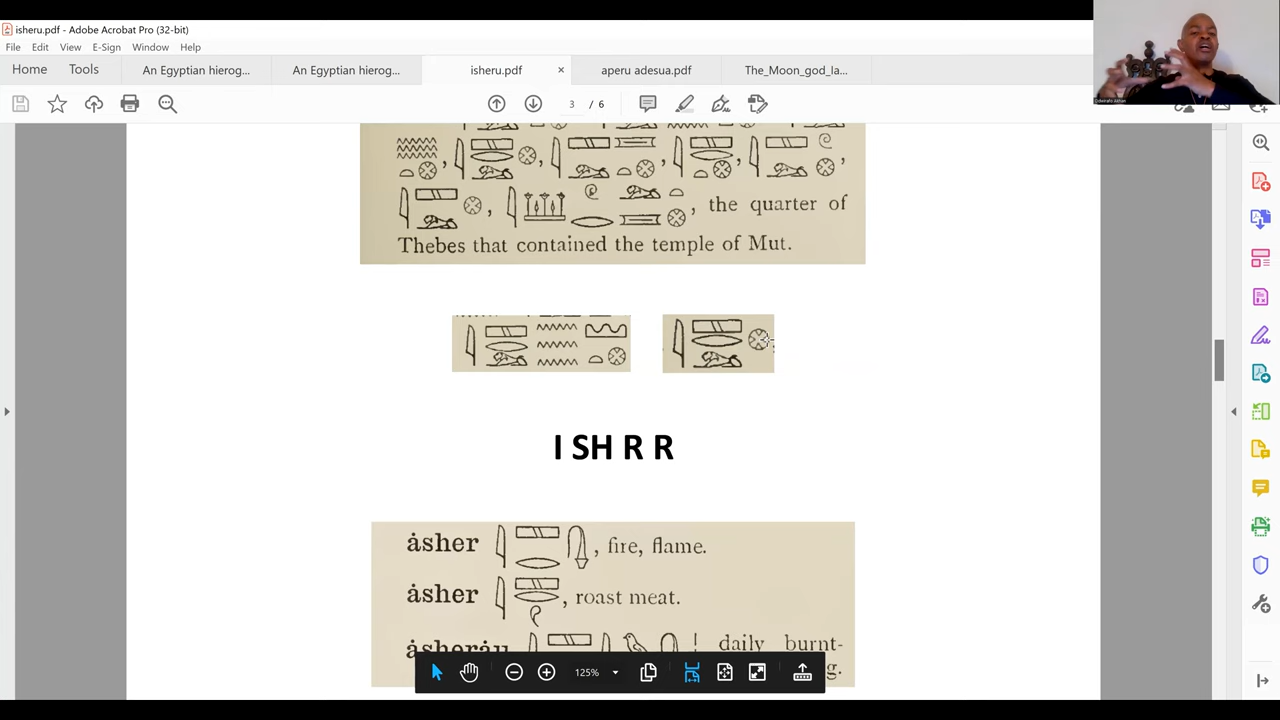 isheru.pdf - Adobe Acrobat Pro (32-bit)
File Edit View E-Sign Window Help
Home Tools An Egyptian hierog... An Egyptian hierog... isheru.pdf × aperu adesua.pdf The_Moon_god_la...
3 / 6
the quarter of
Thebes that contained the temple of Mut.
I SH R R
ȧsher , fire, flame.
ȧsher , roast meat.
daily burnt-
125%